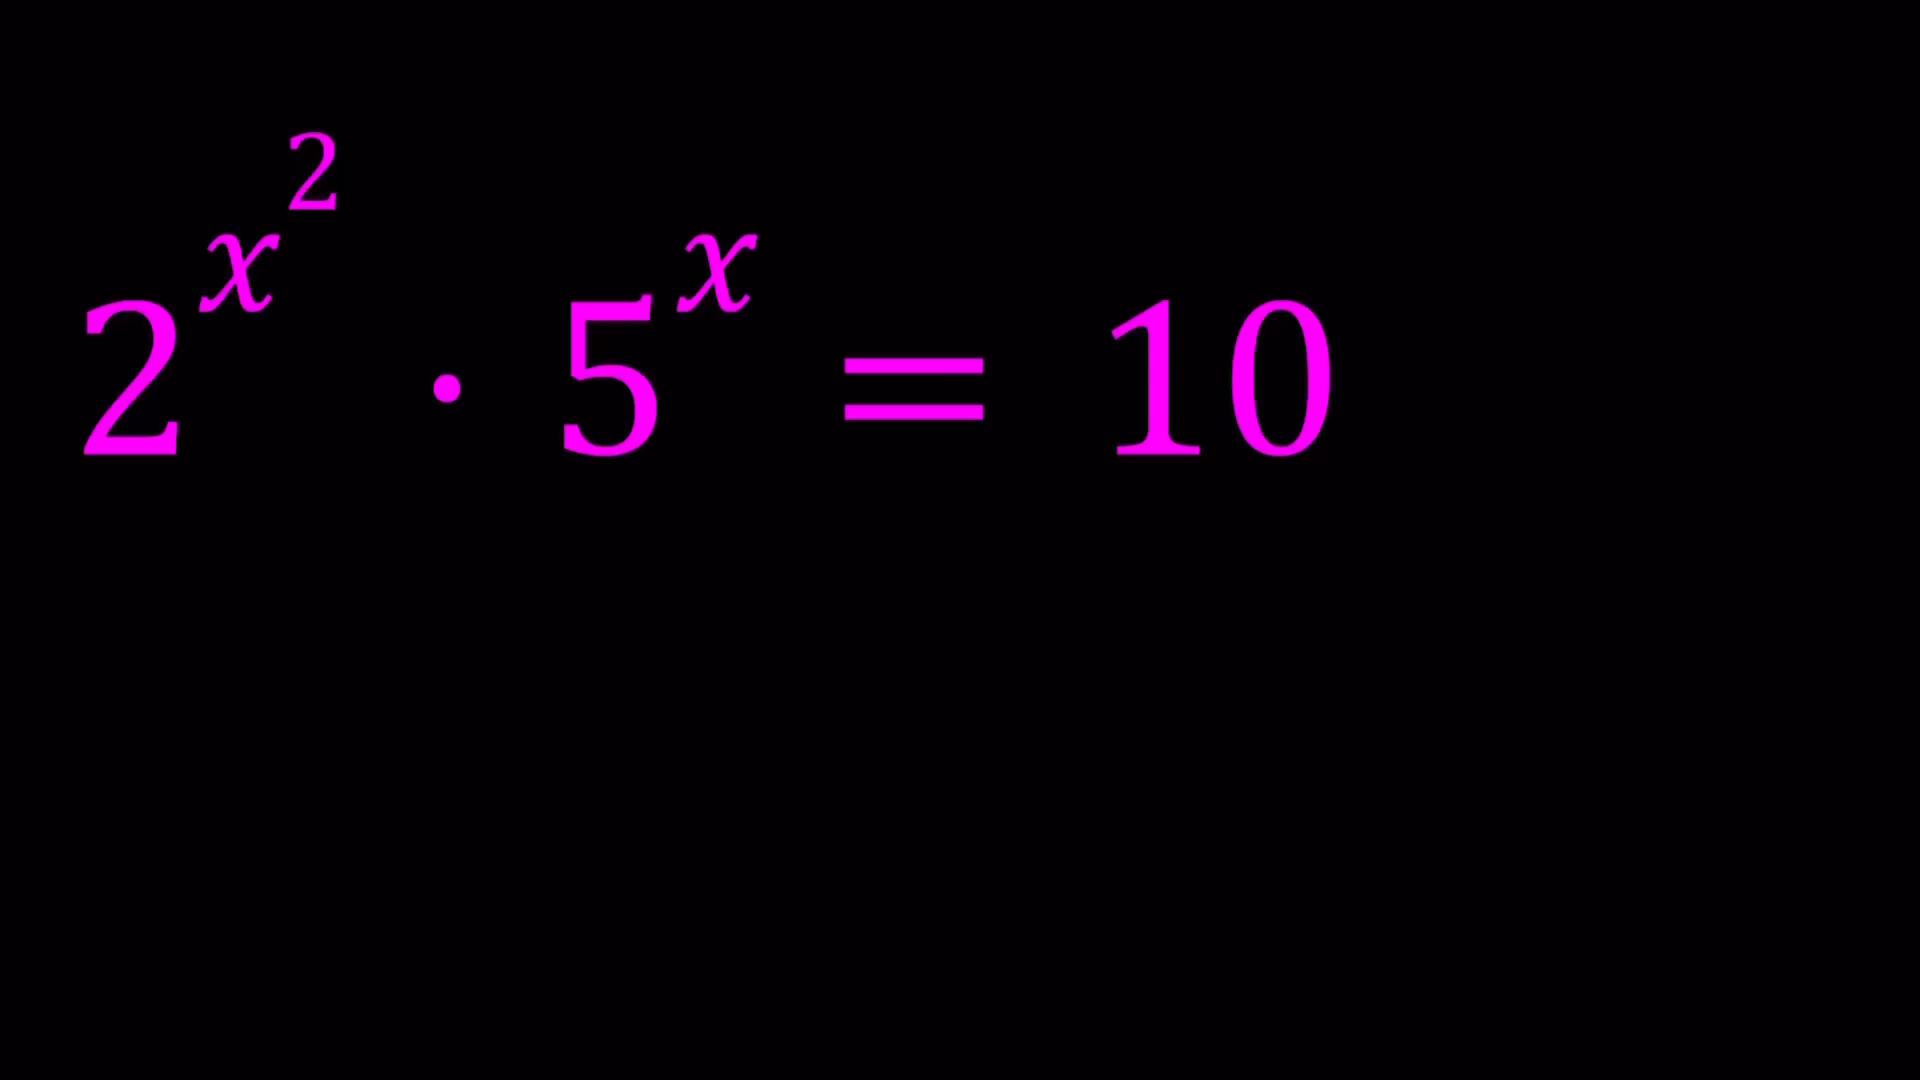 2^{x^2} · 5^x = 10